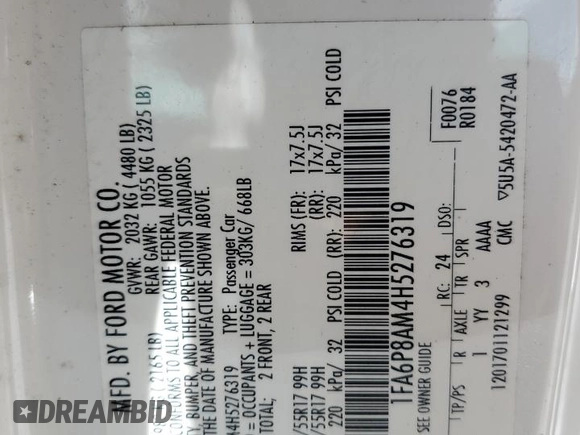 MFD. BY FORD MOTOR CO.
GVWR: 2032 KG ( 4480 LB)
2165 LB) REAR GAWR: 1055 KG ( 2325 LB)
CONFORMS TO ALL APPLICABLE FEDERAL MOTOR
BUMPER, AND THEFT PREVENTION STANDARDS
THE DATE OF MANUFACTURE SHOWN ABOVE.
4H5276319 TYPE: Passenger Car
= OCCUPANTS + LUGGAGE = 303KG/ 668LB
TOTAL: 2 FRONT, 2 REAR
/55R17 99H RIMS (FR): 17x7.5J
/55R17 99H (RR): 17x7.5J
220 kPa/ 32 PSI COLD (RR): 220 kPa/ 32 PSI COLD
1FA6P8AM4H5276319
F0076
R0184
SEE OWNER GUIDE RC: 24 DSO:
TP/PS R AXLE TR SPR
1 YY 3 AAAA
1201701121299 CMC ▽5U5A-5420472-AA
DREAMBID